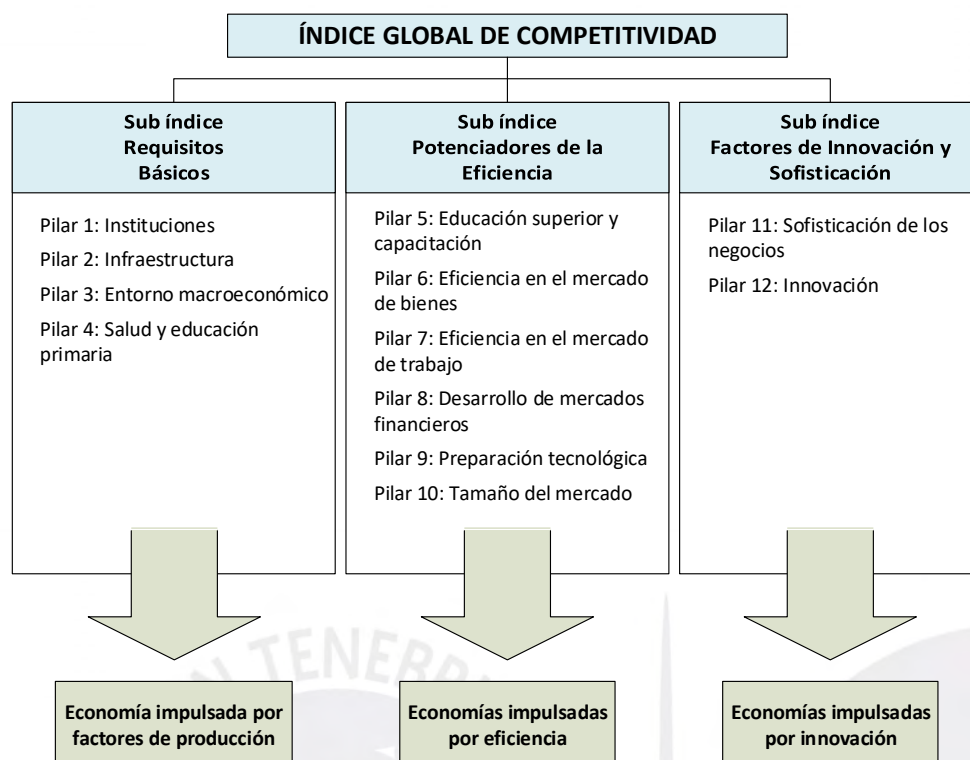 ÍNDICE GLOBAL DE COMPETITIVIDAD
Sub índice
Requisitos
Básicos
Pilar 1: Instituciones
Pilar 2: Infraestructura
Pilar 3: Entorno macroeconómico
Pilar 4: Salud y educación
primaria
Economía impulsada por
factores de producción
Sub índice
Potenciadores de la
Eficiencia
Pilar 5: Educación superior y
capacitación
Pilar 6: Eficiencia en el mercado
de bienes
Pilar 7: Eficiencia en el mercado
de trabajo
Pilar 8: Desarrollo de mercados
financieros
Pilar 9: Preparación tecnológica
Pilar 10: Tamaño del mercado
Economías impulsadas
por eficiencia
Sub índice
Factores de Innovación y
Sofisticación
Pilar 11: Sofisticación de los
negocios
Pilar 12: Innovación
Economías impulsadas
por innovación